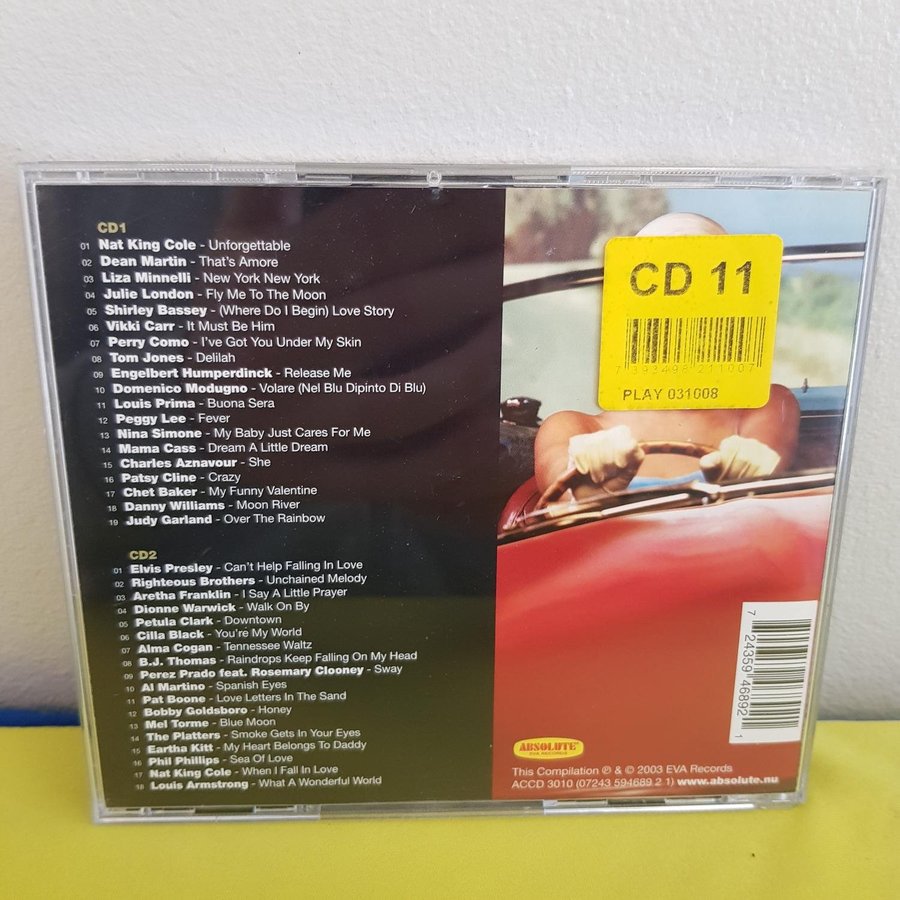 CD1
01 Nat King Cole - Unforgettable
02 Dean Martin - That's Amore
03 Liza Minnelli - New York New York
04 Julie London - Fly Me To The Moon
05 Shirley Bassey - (Where Do I Begin) Love Story
06 Vikki Carr - It Must Be Him
07 Perry Como - I've Got You Under My Skin
08 Tom Jones - Delilah
09 Engelbert Humperdinck - Release Me
10 Domenico Modugno - Volare (Nel Blu Dipinto Di Blu)
11 Louis Prima - Buona Sera
12 Peggy Lee - Fever
13 Nina Simone - My Baby Just Cares For Me
14 Mama Cass - Dream A Little Dream
15 Charles Aznavour - She
16 Patsy Cline - Crazy
17 Chet Baker - My Funny Valentine
18 Danny Williams - Moon River
19 Judy Garland - Over The Rainbow
CD2
01 Elvis Presley - Can't Help Falling In Love
02 Righteous Brothers - Unchained Melody
03 Aretha Franklin - I Say A Little Prayer
04 Dionne Warwick - Walk On By
05 Petula Clark - Downtown
06 Cilla Black - You're My World
07 Alma Cogan - Tennessee Waltz
08 B.J. Thomas - Raindrops Keep Falling On My Head
09 Perez Prado feat. Rosemary Clooney - Sway
10 Al Martino - Spanish Eyes
11 Pat Boone - Love Letters In The Sand
12 Bobby Goldsboro - Honey
13 Mel Torme - Blue Moon
14 The Platters - Smoke Gets In Your Eyes
15 Eartha Kitt - My Heart Belongs To Daddy
16 Phil Phillips - Sea Of Love
17 Nat King Cole - When I Fall In Love
18 Louis Armstrong - What A Wonderful World
CD 11
7 393498 211007
PLAY 031008
7 24359 46892 1
ABSOLUTE
EVA RECORDS
This Compilation ℗ & © 2003 EVA Records
ACCD 3010 (07243 594689 2 1) www.absolute.nu